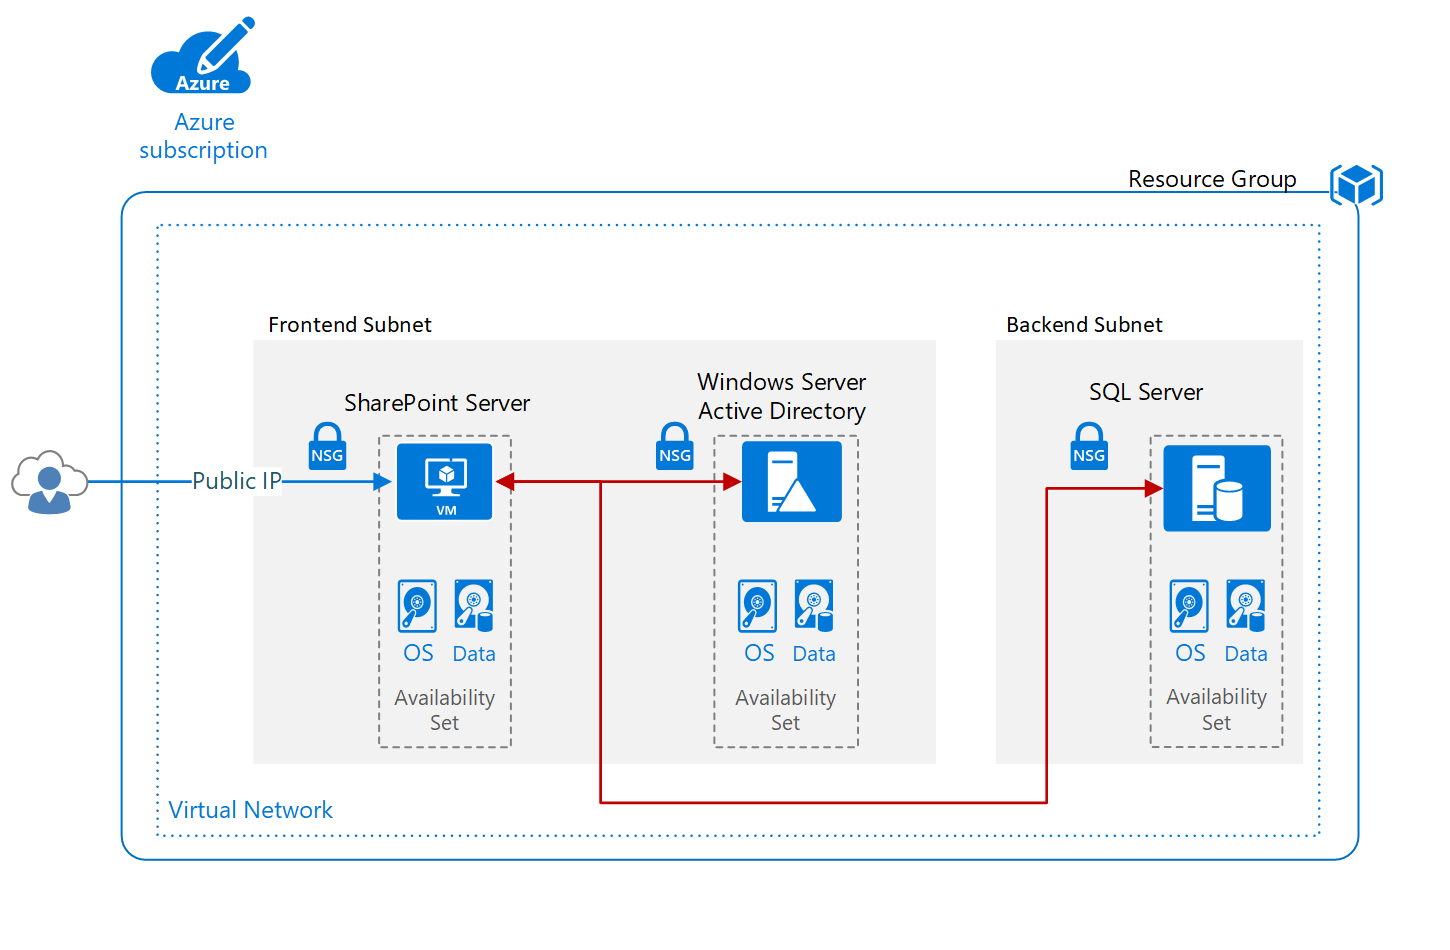 Azure
Azure
subscription
Resource Group
Frontend Subnet
Backend Subnet
Windows Server
Active Directory
SharePoint Server
SQL Server
NSG
NSG
NSG
Public IP
VM
OS
Data
OS
Data
OS
Data
Availability
Set
Availability
Set
Availability
Set
Virtual Network